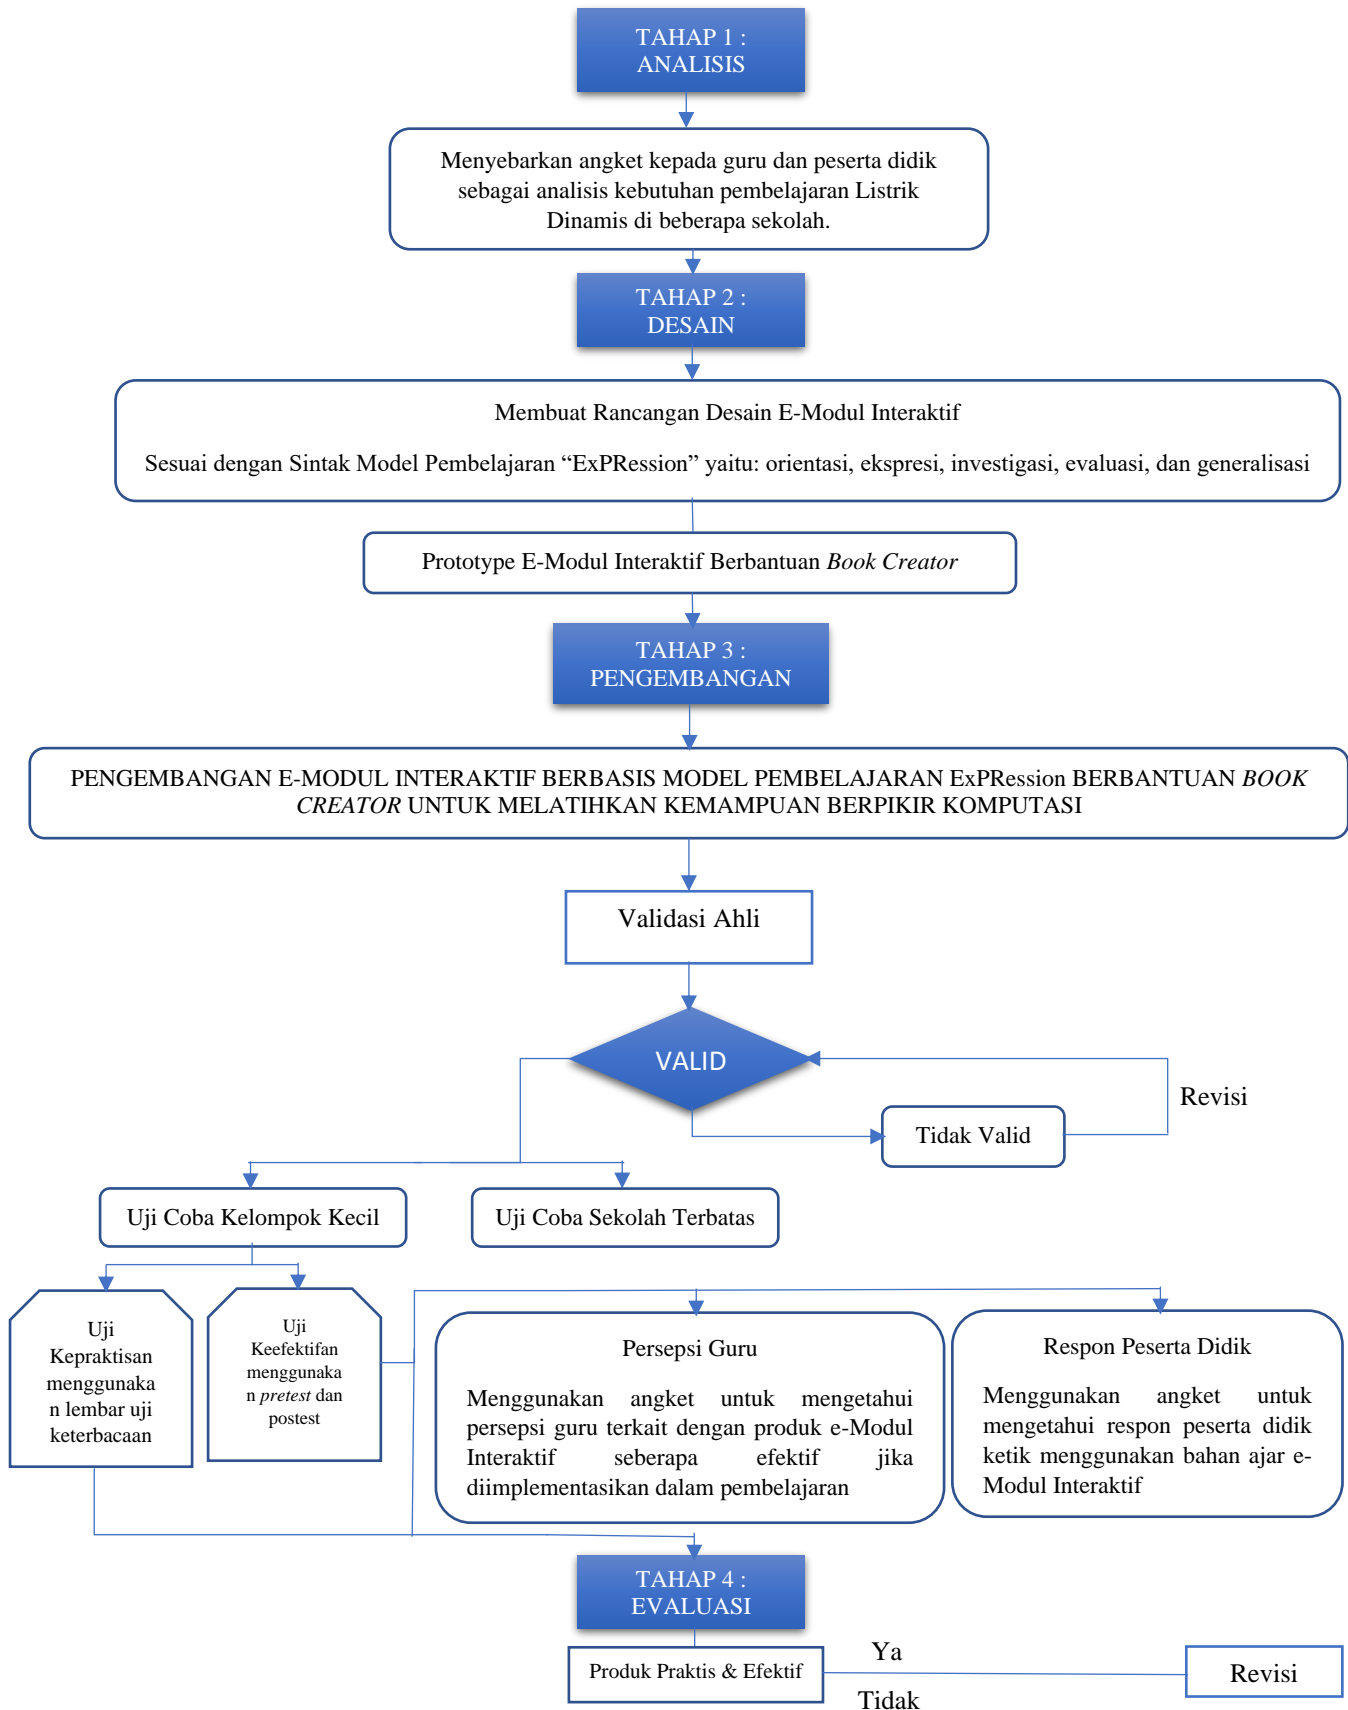 TAHAP 1 :
ANALISIS
Menyebarkan angket kepada guru dan peserta didik
sebagai analisis kebutuhan pembelajaran Listrik
Dinamis di beberapa sekolah.
TAHAP 2 :
DESAIN
Membuat Rancangan Desain E-Modul Interaktif
Sesuai dengan Sintak Model Pembelajaran “ExPRession” yaitu: orientasi, ekspresi, investigasi, evaluasi, dan generalisasi
Prototype E-Modul Interaktif Berbantuan Book Creator
TAHAP 3 :
PENGEMBANGAN
PENGEMBANGAN E-MODUL INTERAKTIF BERBASIS MODEL PEMBELAJARAN ExPRession BERBANTUAN BOOK
CREATOR UNTUK MELATIHKAN KEMAMPUAN BERPIKIR KOMPUTASI
Validasi Ahli
VALID
Revisi
Tidak Valid
Uji Coba Kelompok Kecil
Uji Coba Sekolah Terbatas
Uji
Kepraktisan
menggunaka
n lembar uji
keterbacaan
Uji
Keefektifan
menggunaka
n pretest dan
postest
Persepsi Guru
Menggunakan angket untuk mengetahui
persepsi guru terkait dengan produk e-Modul
Interaktif seberapa efektif jika
diimplementasikan dalam pembelajaran
Respon Peserta Didik
Menggunakan angket untuk
mengetahui respon peserta didik
ketik menggunakan bahan ajar e-
Modul Interaktif
TAHAP 4 :
EVALUASI
Produk Praktis & Efektif
Ya
Tidak
Revisi